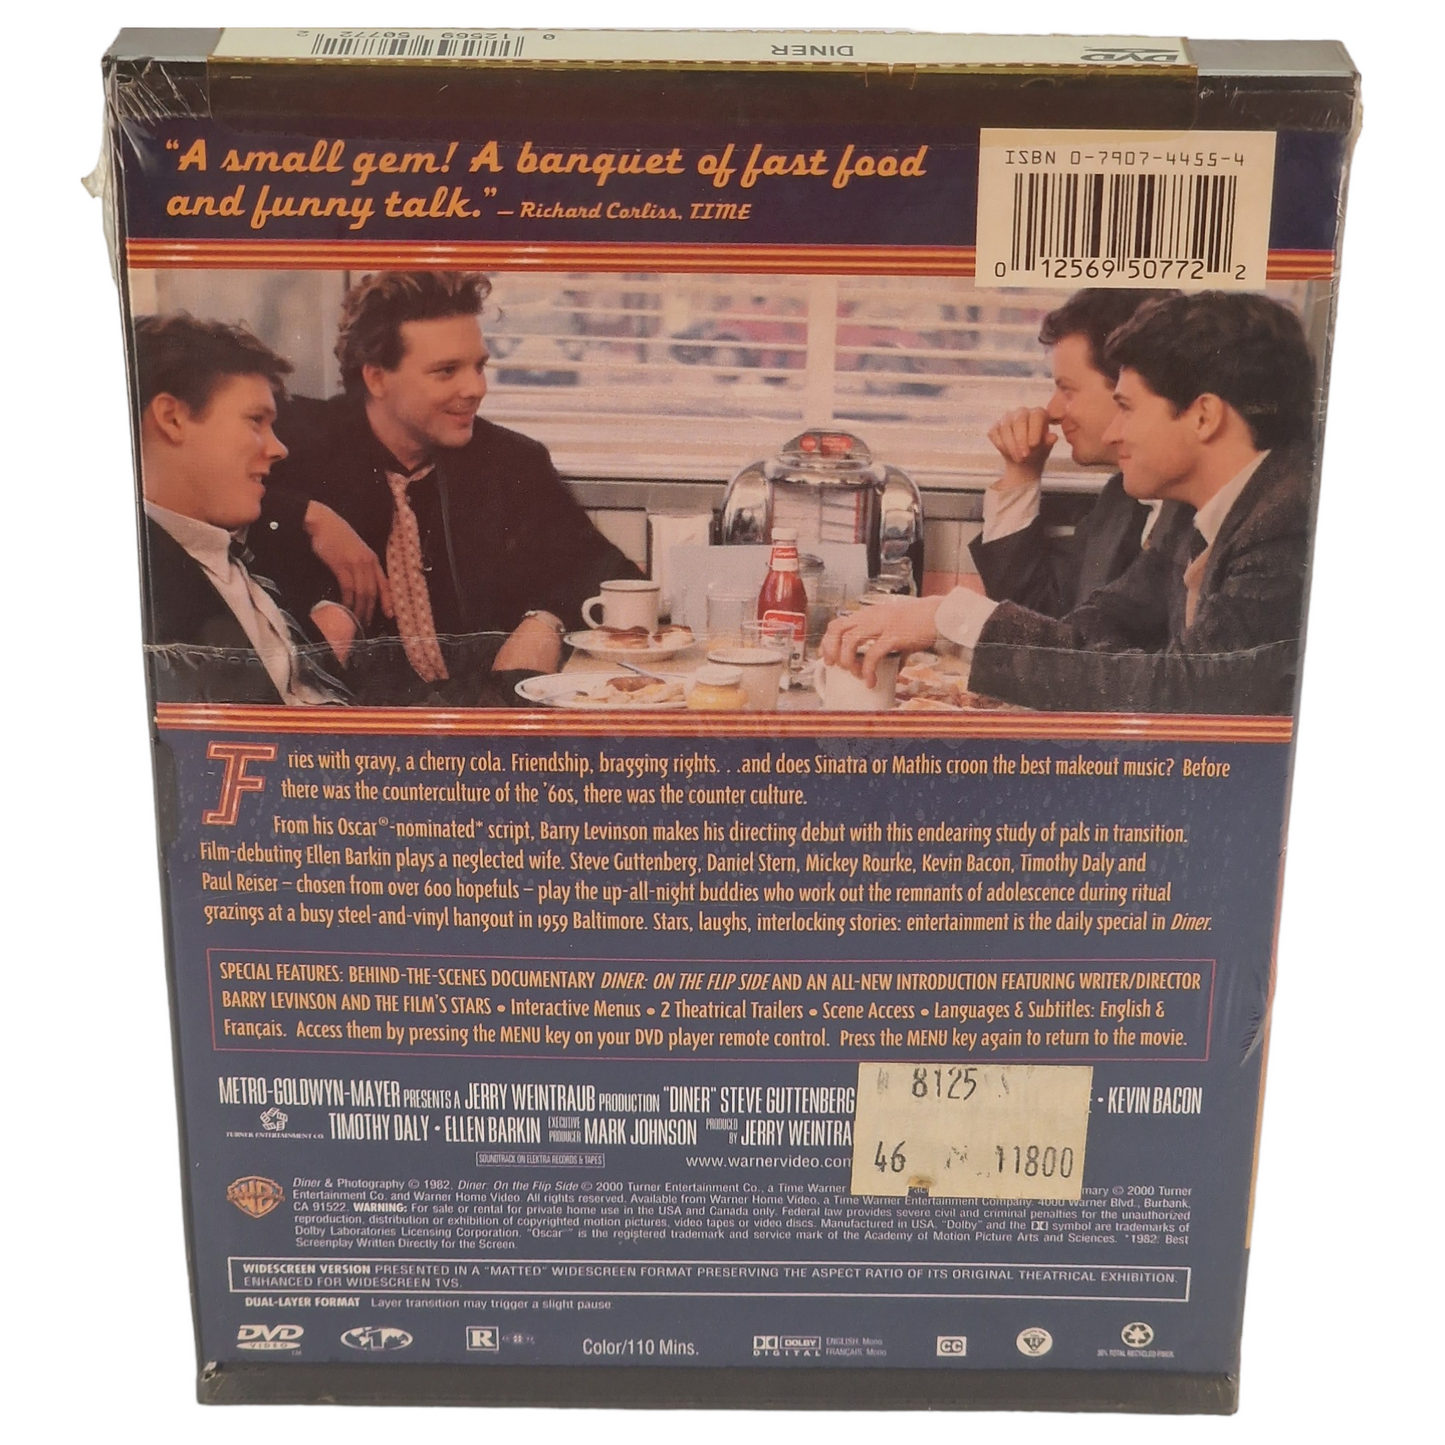 0 12569 50772 2
DINER
DVD
"A small gem! A banquet of fast food
and funny talk." – Richard Corliss, TIME
ISBN 0-7907-4455-4
0 12569 50772 2
Fries with gravy, a cherry cola. Friendship, bragging rights. . .and does Sinatra or Mathis croon the best makeout music? Before
there was the counterculture of the '60s, there was the counter culture.
From his Oscar®-nominated* script, Barry Levinson makes his directing debut with this endearing study of pals in transition.
Film-debuting Ellen Barkin plays a neglected wife. Steve Guttenberg, Daniel Stern, Mickey Rourke, Kevin Bacon, Timothy Daly and
Paul Reiser – chosen from over 600 hopefuls – play the up-all-night buddies who work out the remnants of adolescence during ritual
grazings at a busy steel-and-vinyl hangout in 1959 Baltimore. Stars, laughs, interlocking stories: entertainment is the daily special in Diner.
SPECIAL FEATURES: BEHIND-THE-SCENES DOCUMENTARY DINER: ON THE FLIP SIDE AND AN ALL-NEW INTRODUCTION FEATURING WRITER/DIRECTOR
BARRY LEVINSON AND THE FILM'S STARS • Interactive Menus • 2 Theatrical Trailers • Scene Access • Languages & Subtitles: English &
Français. Access them by pressing the MENU key on your DVD player remote control. Press the MENU key again to return to the movie.
METRO-GOLDWYN-MAYER PRESENTS A JERRY WEINTRAUB PRODUCTION "DINER" STEVE GUTTENBERG • KEVIN BACON
TURNER ENTERTAINMENT CO. TIMOTHY DALY • ELLEN BARKIN EXECUTIVE PRODUCER MARK JOHNSON PRODUCED BY JERRY WEINTRA
8125
46 11800
SOUNDTRACK ON ELEKTRA RECORDS & TAPES www.warnervideo.com
Diner & Photography © 1982, Diner: On the Flip Side © 2000 Turner Entertainment Co., a Time Warner mary © 2000 Turner
Entertainment Co. and Warner Home Video. All rights reserved. Available from Warner Home Video, a Time Warner Entertainment Company, 4000 Warner Blvd., Burbank,
CA 91522. WARNING: For sale or rental for private home use in the USA and Canada only. Federal law provides severe civil and criminal penalties for the unauthorized
reproduction, distribution or exhibition of copyrighted motion pictures, video tapes or video discs. Manufactured in USA. "Dolby" and the symbol are trademarks of
Dolby Laboratories Licensing Corporation. "Oscar®" is the registered trademark and service mark of the Academy of Motion Picture Arts and Sciences. *1982: Best
Screenplay Written Directly for the Screen.
WIDESCREEN VERSION PRESENTED IN A "MATTED" WIDESCREEN FORMAT PRESERVING THE ASPECT RATIO OF ITS ORIGINAL THEATRICAL EXHIBITION.
ENHANCED FOR WIDESCREEN TVS.
DUAL-LAYER FORMAT Layer transition may trigger a slight pause.
DVD VIDEO 1 R Color/110 Mins. DOLBY DIGITAL ENGLISH: Mono FRANÇAIS: Mono CC 14